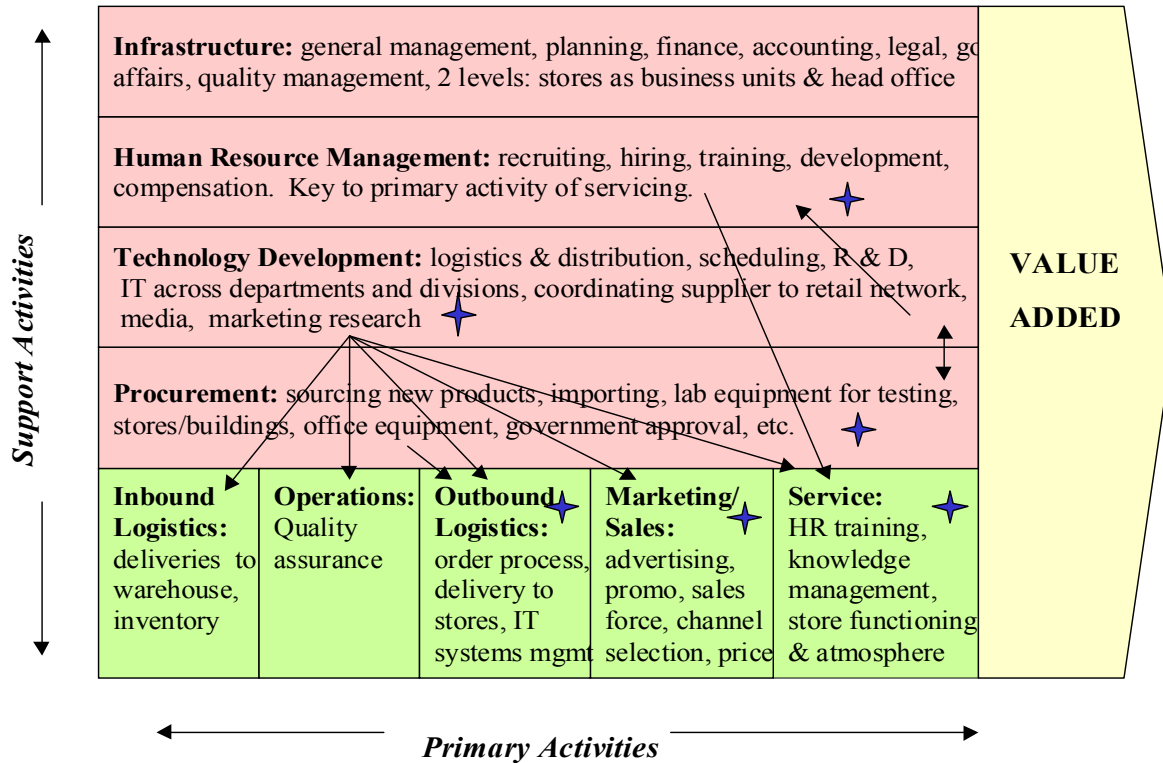 Infrastructure: general management, planning, finance, accounting, legal, go
affairs, quality management, 2 levels: stores as business units & head office
Human Resource Management: recruiting, hiring, training, development,
compensation. Key to primary activity of servicing.
Technology Development: logistics & distribution, scheduling, R & D,
IT across departments and divisions, coordinating supplier to retail network,
media, marketing research
Procurement: sourcing new products, importing, lab equipment for testing,
stores/buildings, office equipment, government approval, etc.
Inbound
Logistics:
deliveries to
warehouse,
inventory
Operations:
Quality
assurance
Outbound
Logistics:
order process,
delivery to
stores, IT
systems mgmt
Marketing/
Sales:
advertising,
promo, sales
force, channel
selection, price
Service:
HR training,
knowledge
management,
store functioning
& atmosphere
VALUE
ADDED
Support Activities
Primary Activities